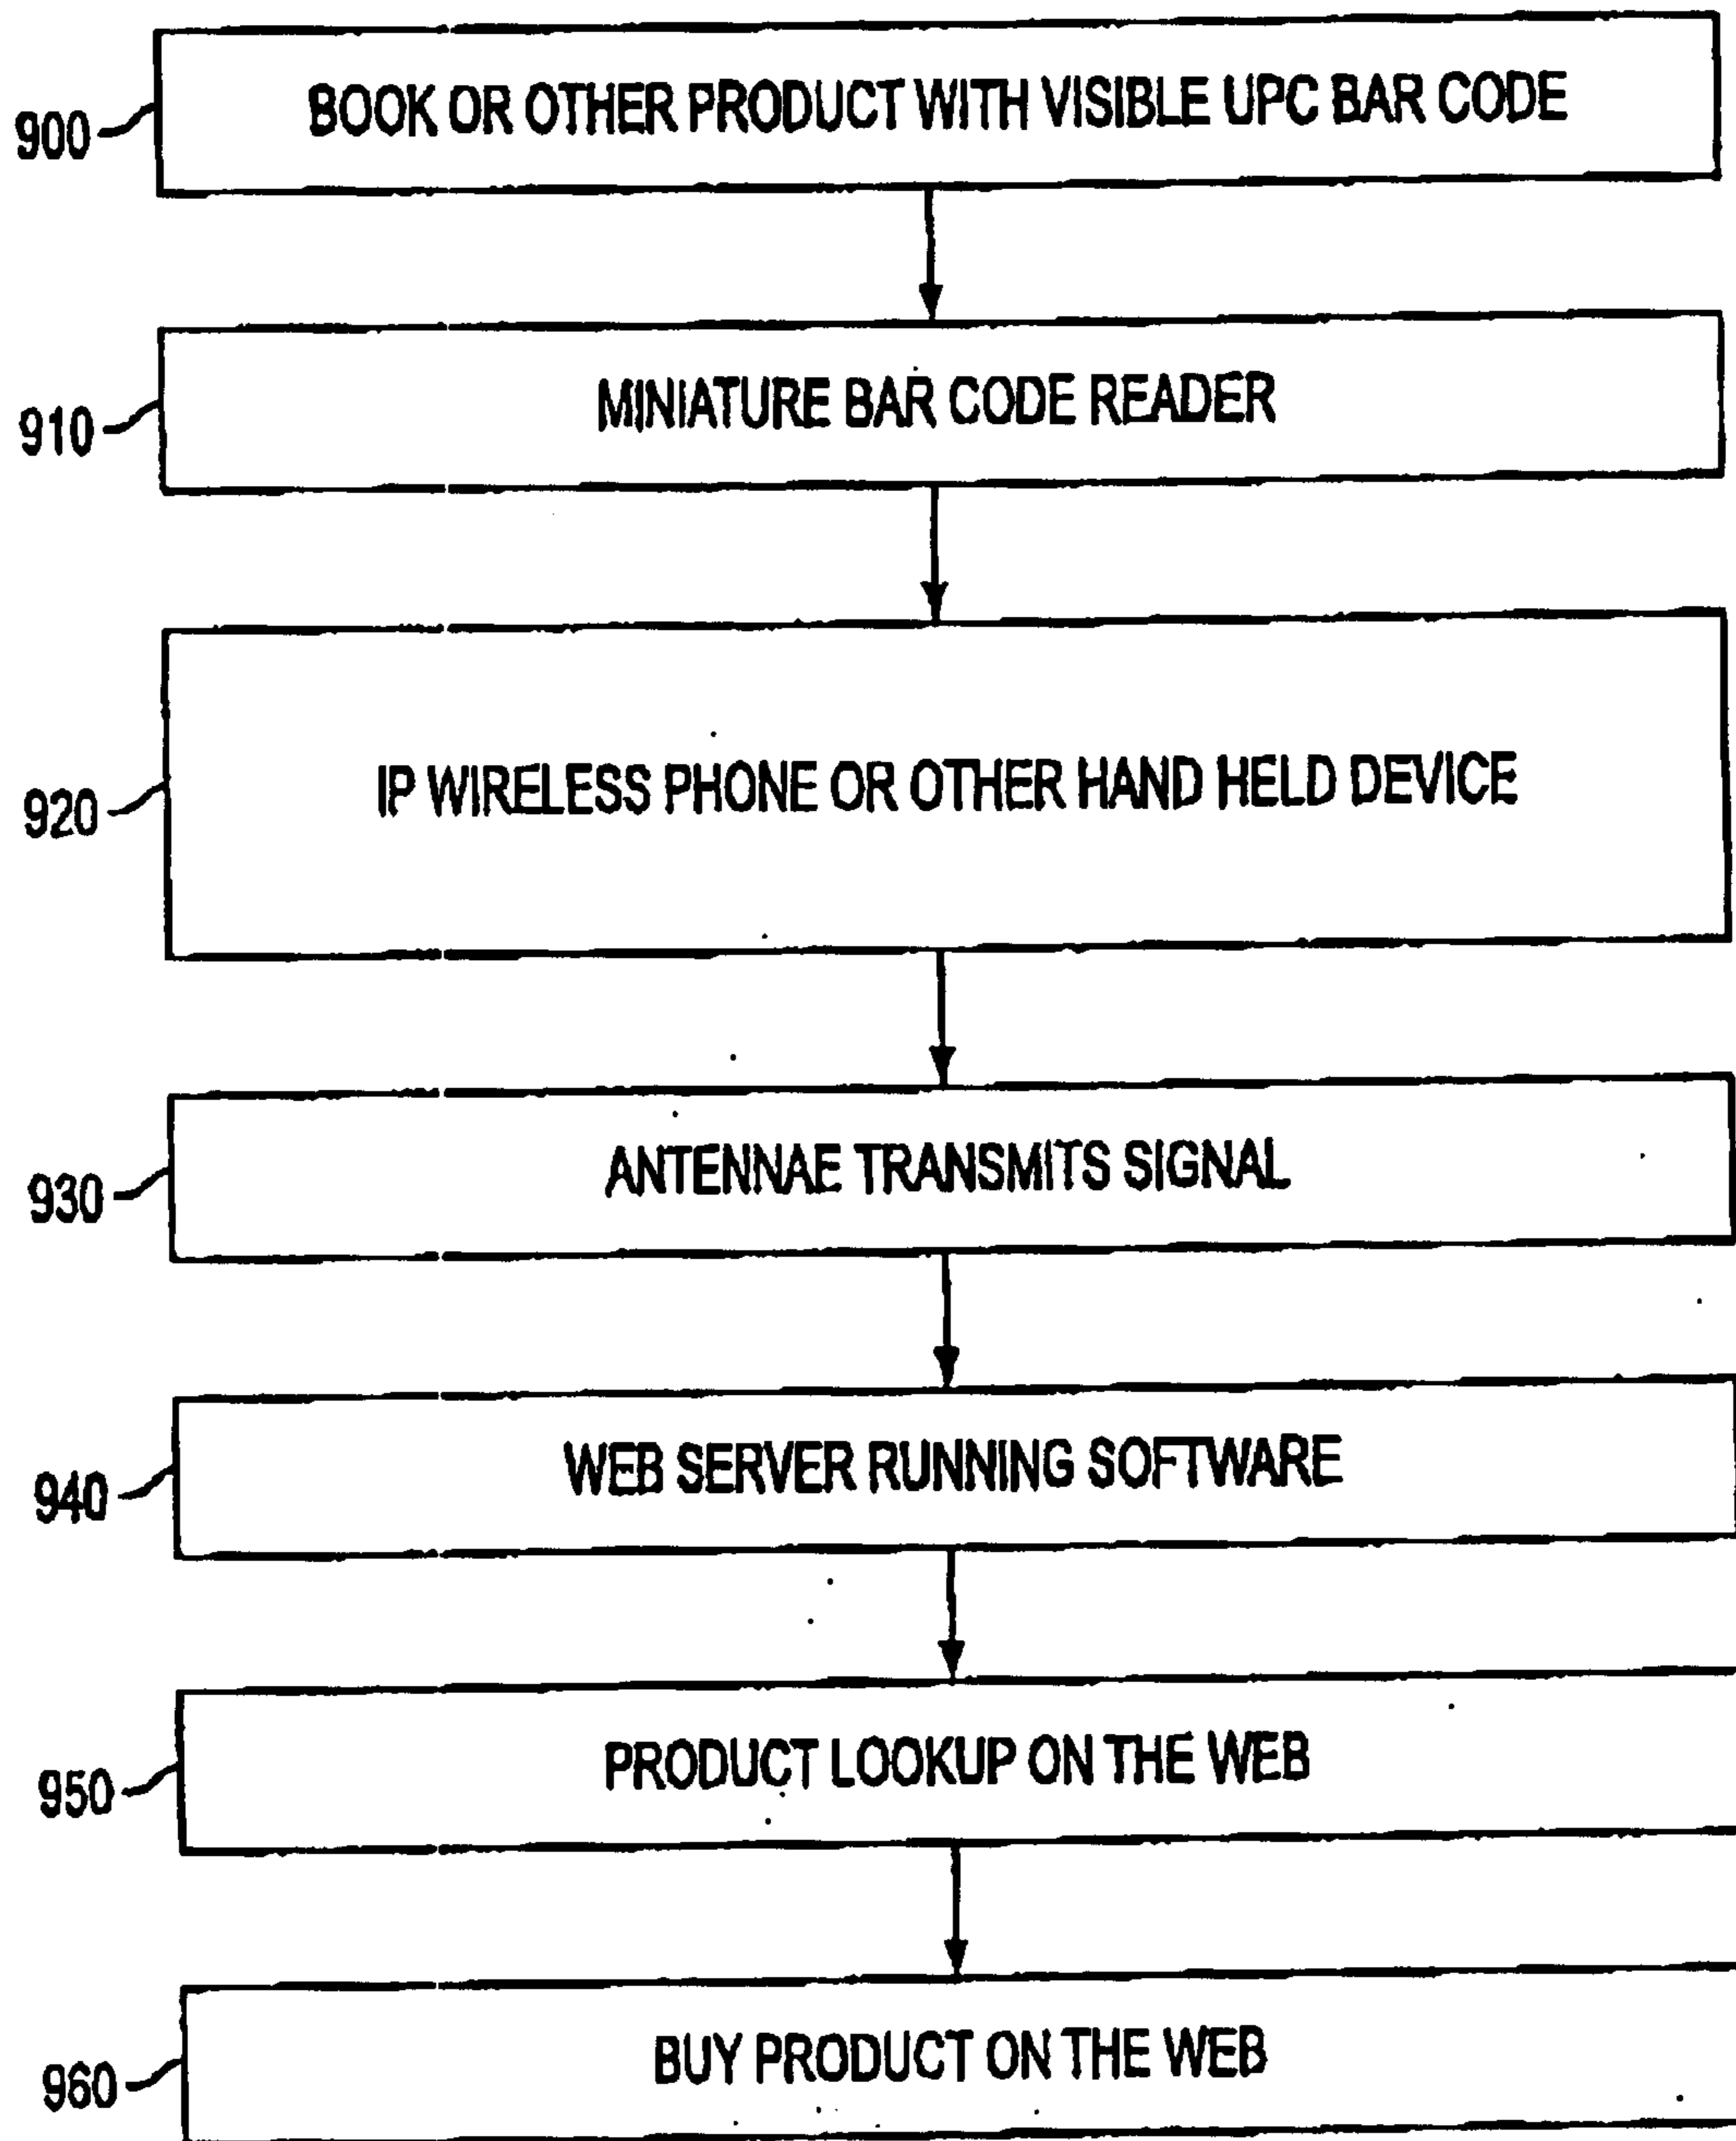 BOOK OR OTHER PRODUCT WITH VISIBLE UPC BAR CODE
900
MINIATURE BAR CODE READER
910
IP WIRELESS PHONE OR OTHER HAND HELD DEVICE
920
ANTENNAE TRANSMITS SIGNAL
930
WEB SERVER RUNNING SOFTWARE
940
PRODUCT LOOKUP ON THE WEB
950
BUY PRODUCT ON THE WEB
960